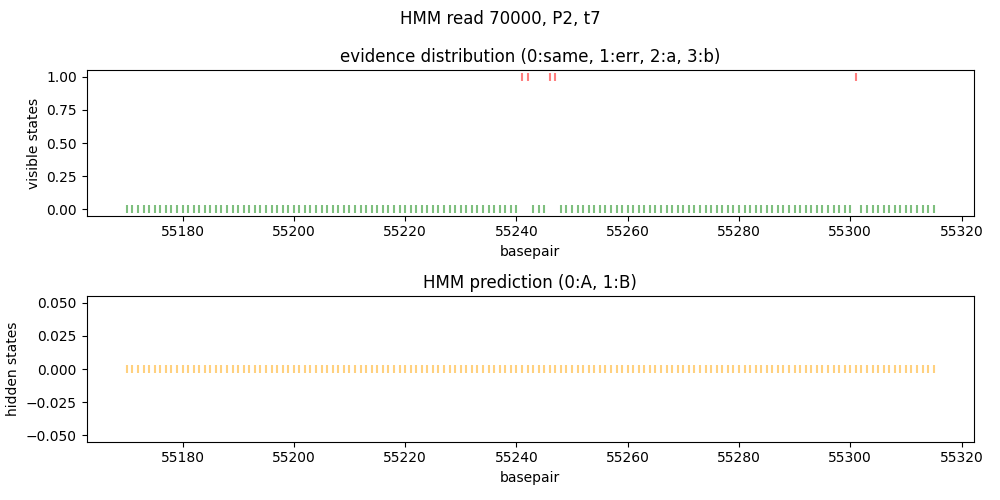 HMM read 70000, P2, t7
evidence distribution (0:same, 1:err, 2:a, 3:b)
visible states
1.00
0.75
0.50
0.25
0.00
55180 55200 55220 55240 55260 55280 55300 55320
basepair
HMM prediction (0:A, 1:B)
hidden states
0.050
0.025
0.000
−0.025
−0.050
55180 55200 55220 55240 55260 55280 55300 55320
basepair